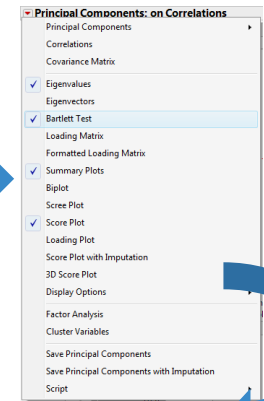 Principal Components: on Correlations
Principal Components
Correlations
Covariance Matrix
Eigenvalues
Eigenvectors
Bartlett Test
Loading Matrix
Formatted Loading Matrix
Summary Plots
Biplot
Scree Plot
Score Plot
Loading Plot
Score Plot with Imputation
3D Score Plot
Display Options
Factor Analysis
Cluster Variables
Save Principal Components
Save Principal Components with Imputation
Script